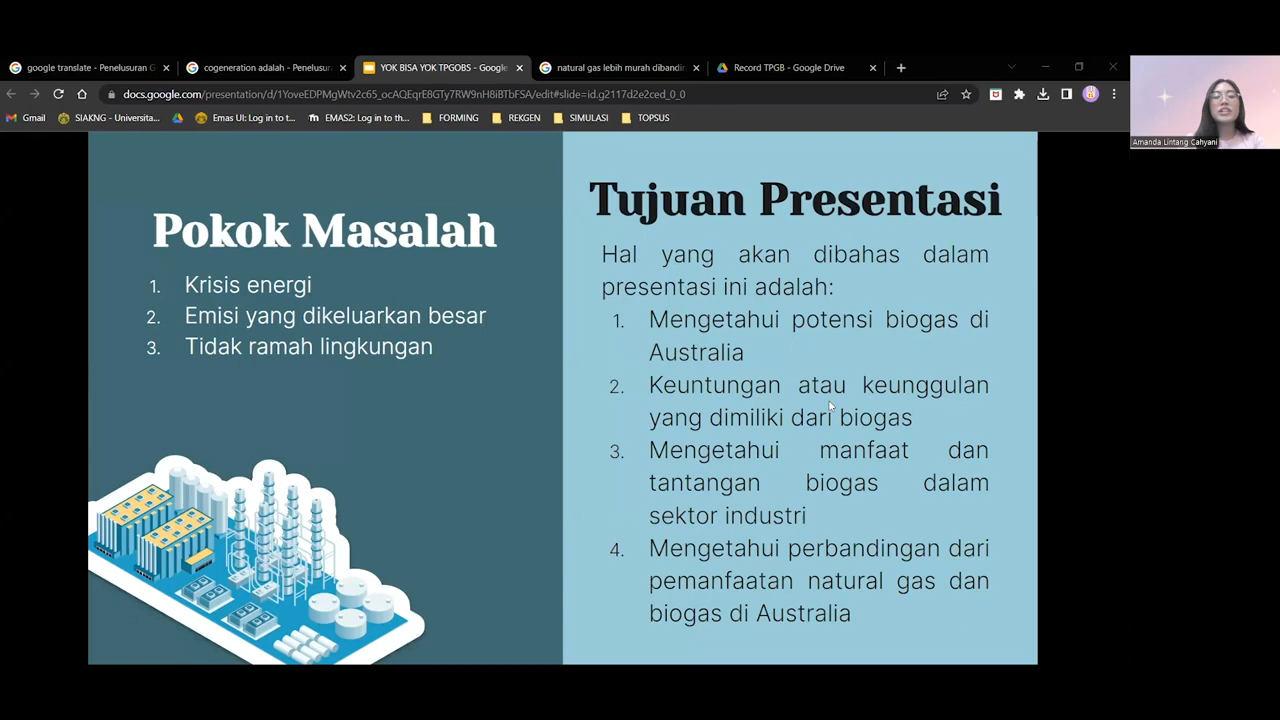 google translate - Penelusuran G
cogeneration adalah - Penelusur
YOK BISA YOK TPGOBS - Google
natural gas lebih murah dibandin
Record TPGB - Google Drive
docs.google.com/presentation/d/1YoveEDPMgWtv2c65_ocAQEqrE8GTy7RW9nH8iBTbFSA/edit#slide=id.g2117d2e2ced_0_0
Gmail
SIAKNG - Universita...
Emas UI: Log in to t...
EMAS2: Log in to th...
FORMING
REKGEN
SIMULASI
TOPSUS
Amanda Lintang Cahyani
Pokok Masalah
1. Krisis energi
2. Emisi yang dikeluarkan besar
3. Tidak ramah lingkungan
Tujuan Presentasi
Hal yang akan dibahas dalam
presentasi ini adalah:
1. Mengetahui potensi biogas di
Australia
2. Keuntungan atau keunggulan
yang dimiliki dari biogas
3. Mengetahui manfaat dan
tantangan biogas dalam
sektor industri
4. Mengetahui perbandingan dari
pemanfaatan natural gas dan
biogas di Australia